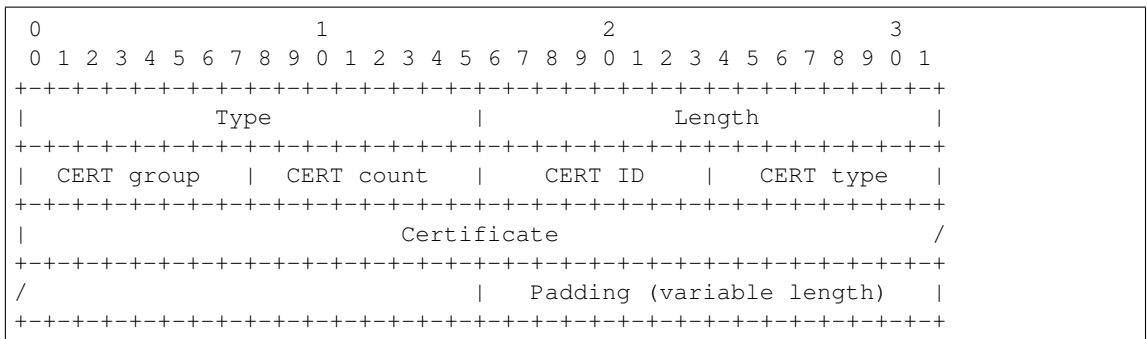 0                   1                   2                   3
 0 1 2 3 4 5 6 7 8 9 0 1 2 3 4 5 6 7 8 9 0 1 2 3 4 5 6 7 8 9 0 1
+-+-+-+-+-+-+-+-+-+-+-+-+-+-+-+-+-+-+-+-+-+-+-+-+-+-+-+-+-+-+-+-+
|             Type              |             Length            |
+-+-+-+-+-+-+-+-+-+-+-+-+-+-+-+-+-+-+-+-+-+-+-+-+-+-+-+-+-+-+-+-+
|  CERT group   |  CERT count   |    CERT ID    |   CERT type   |
+-+-+-+-+-+-+-+-+-+-+-+-+-+-+-+-+-+-+-+-+-+-+-+-+-+-+-+-+-+-+-+-+
|                          Certificate                          /
+-+-+-+-+-+-+-+-+-+-+-+-+-+-+-+-+-+-+-+-+-+-+-+-+-+-+-+-+-+-+-+-+
/                               |   Padding (variable length)   |
+-+-+-+-+-+-+-+-+-+-+-+-+-+-+-+-+-+-+-+-+-+-+-+-+-+-+-+-+-+-+-+-+